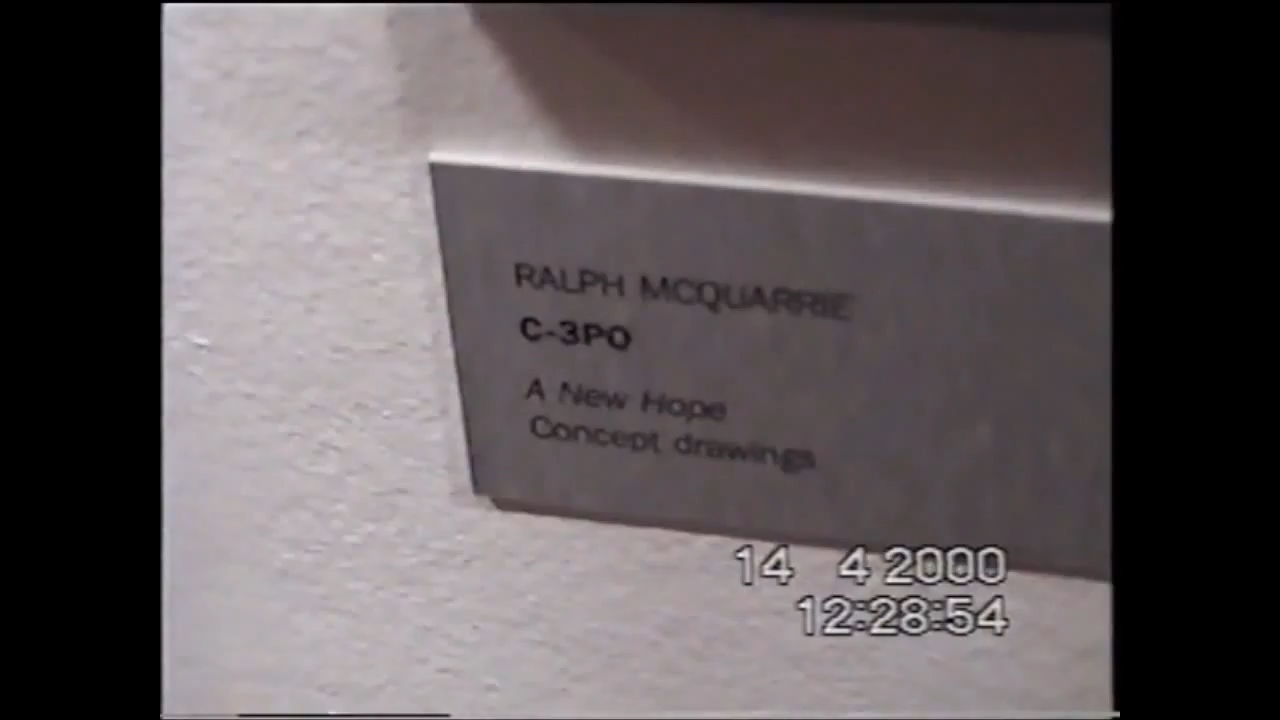 RALPH MCQUARRIE
C-3PO
A New Hope
Concept drawings
14 4 2000
12:28:54